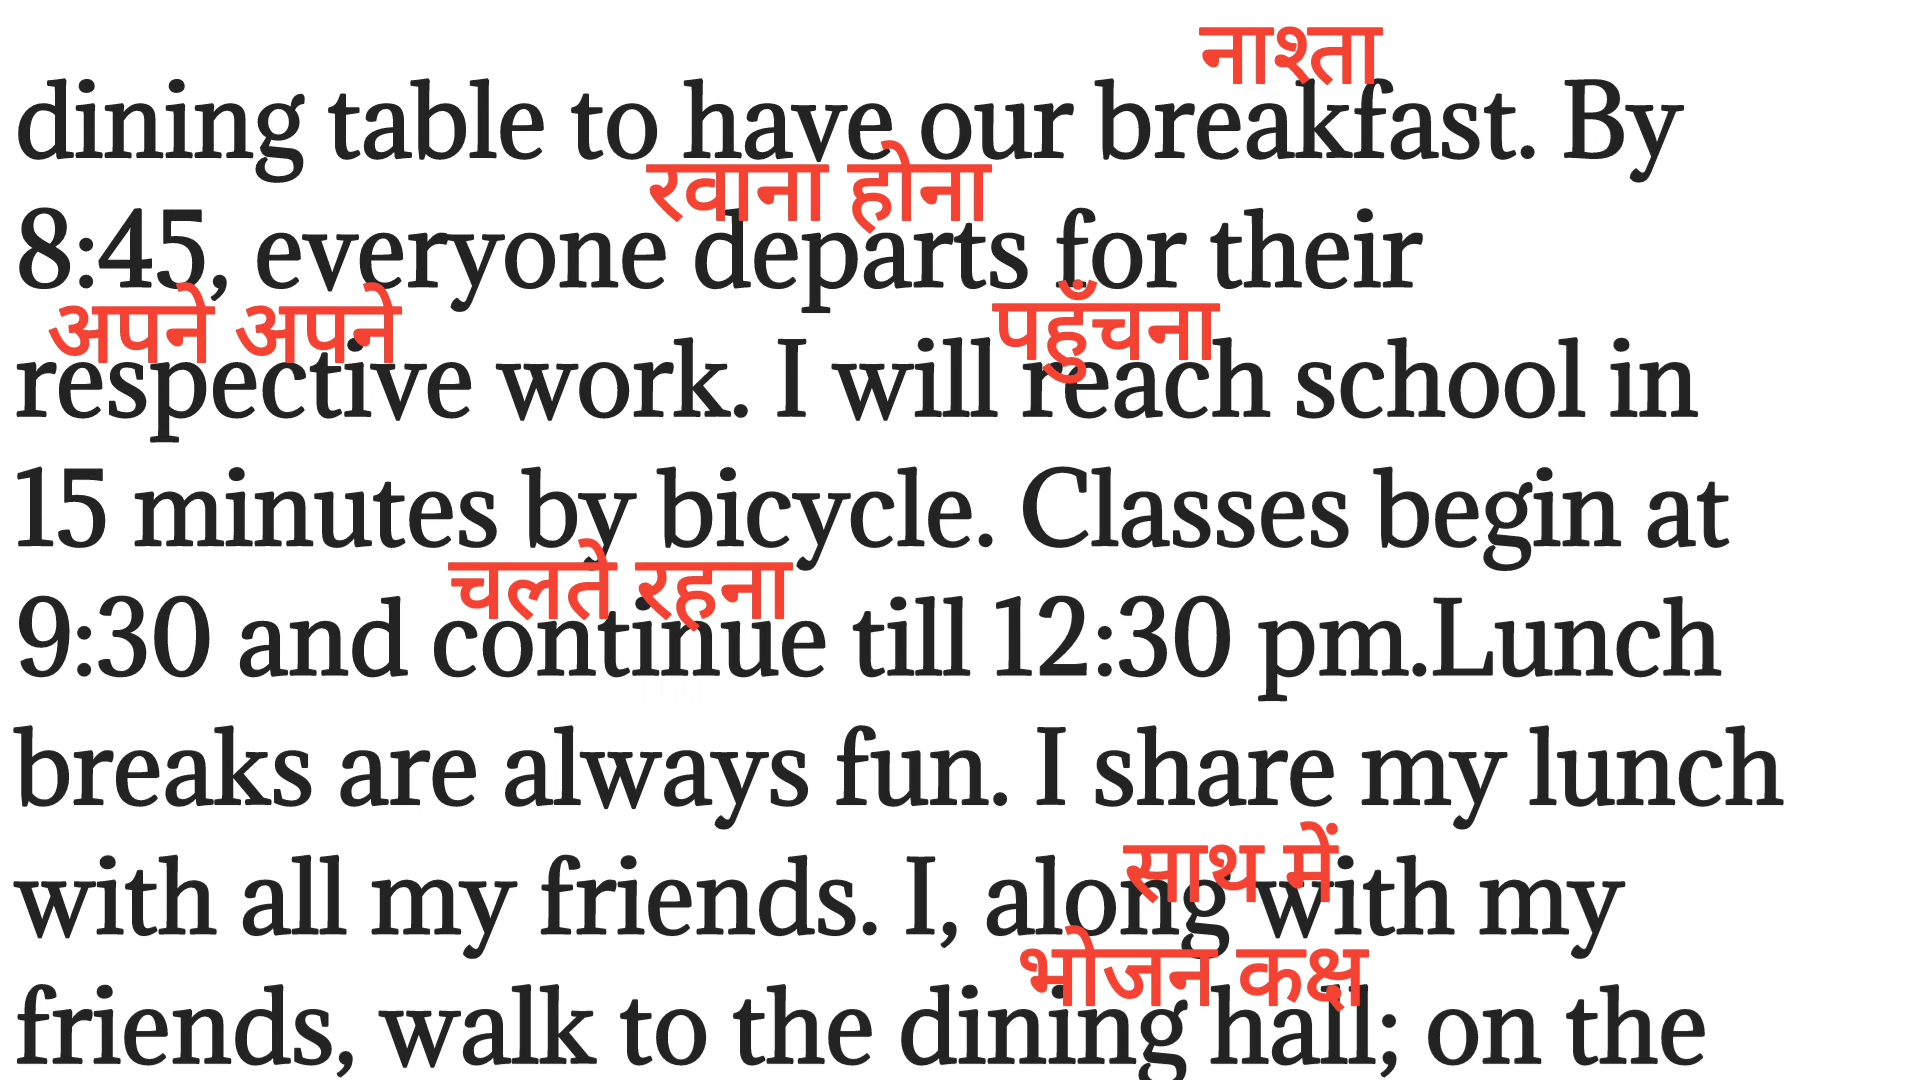 नाश्ता
dining table to have our breakfast. By
रवाना होना
8:45, everyone departs for their
अपने अपने पहुँचना
respective work. I will reach school in
15 minutes by bicycle. Classes begin at
चलते रहना
9:30 and continue till 12:30 pm.Lunch
breaks are always fun. I share my lunch
साथ में
with all my friends. I, along with my
भोजन कक्ष
friends, walk to the dining hall; on the